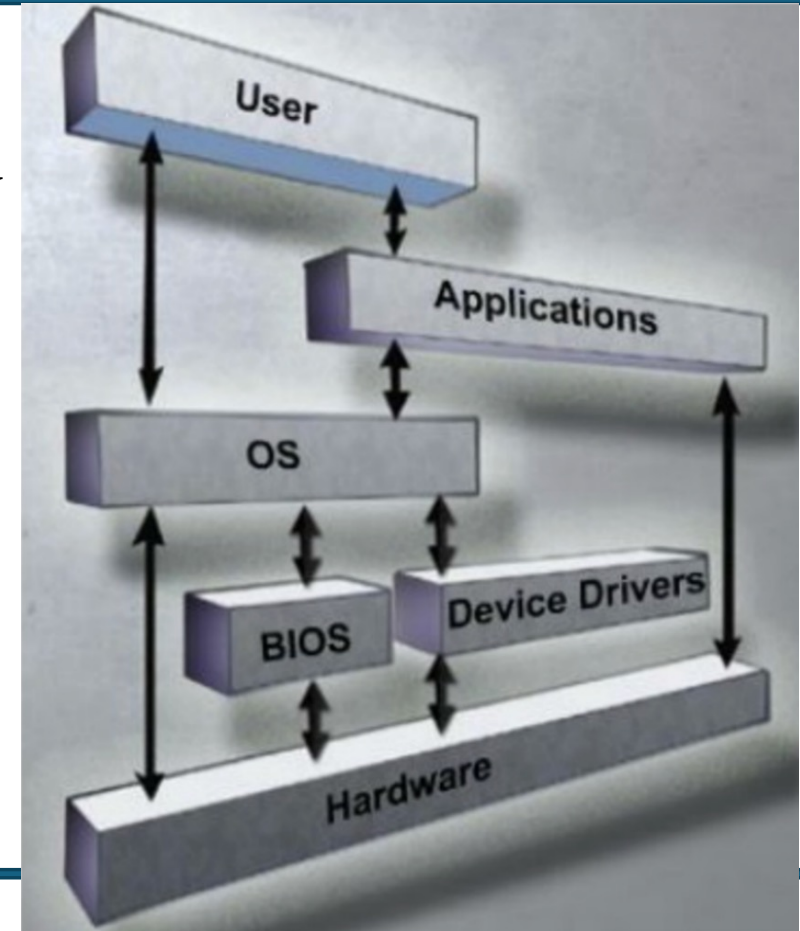 User
Applications
OS
BIOS
Device Drivers
Hardware